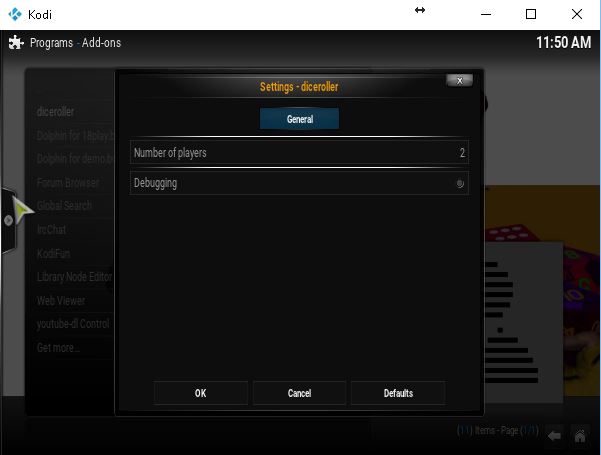 Kodi
Programs - Add-ons
11:50 AM
Settings - diceroller
x
General
Number of players 2
Debugging
OK Cancel Defaults
diceroller
Dolphin for 18play.b
Dolphin for demo.b
Forum Browser
Global Search
IrcChat
KodiFun
Library Node Editor
Web Viewer
youtube-dl Control
Get more...
(11) Items - Page (1/1)